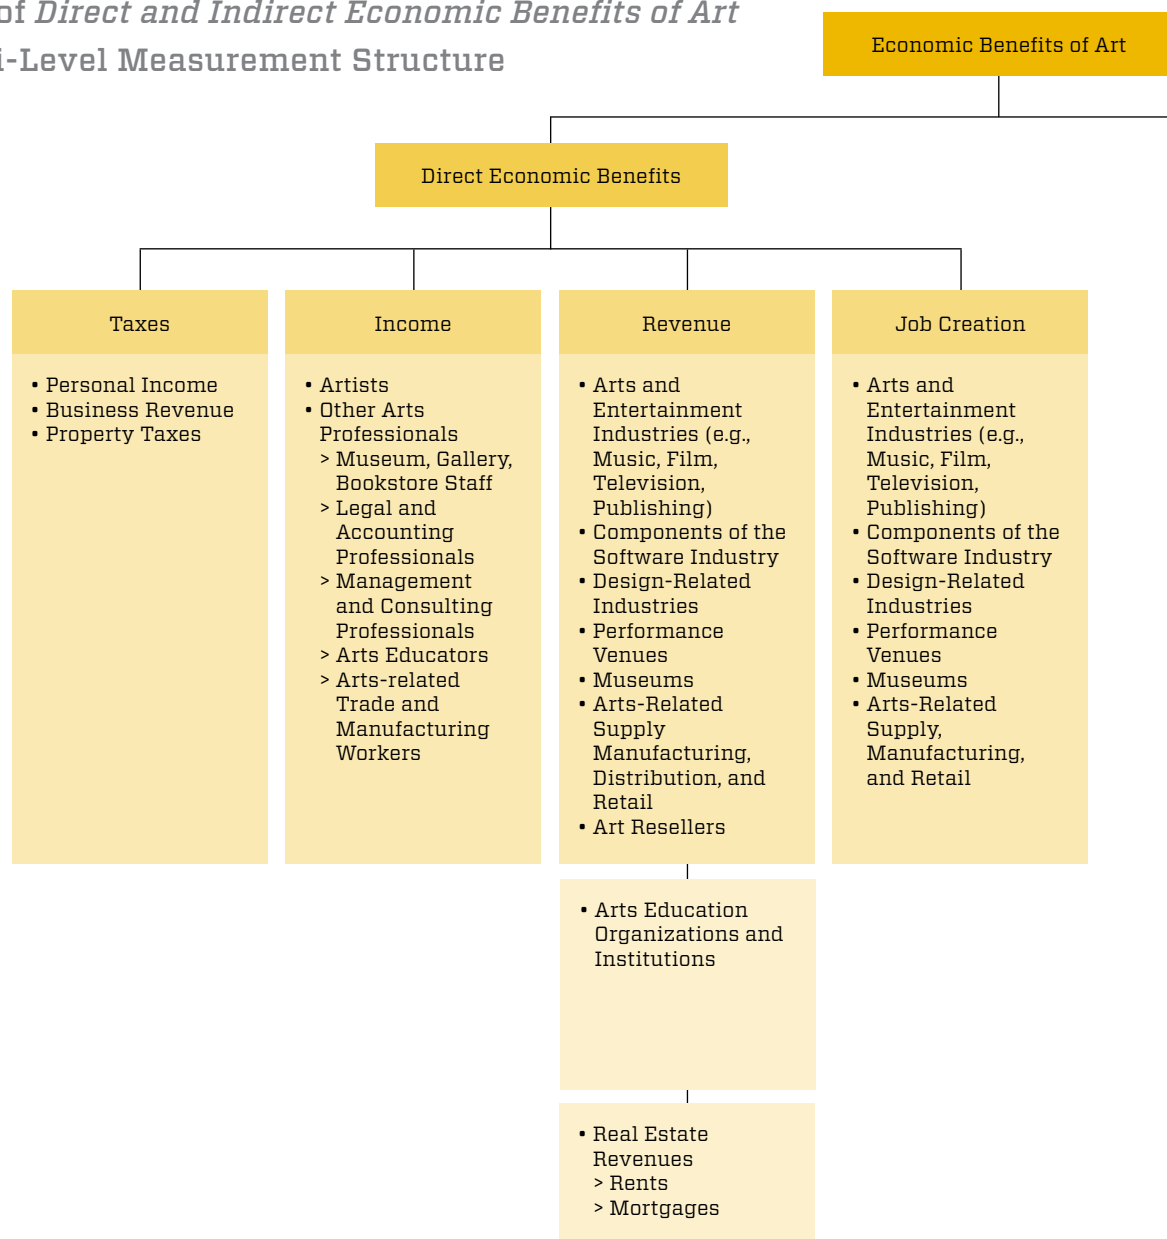 of Direct and Indirect Economic Benefits of Art
i-Level Measurement Structure
Economic Benefits of Art
Direct Economic Benefits
Taxes
• Personal Income
• Business Revenue
• Property Taxes
Income
• Artists
• Other Arts
Professionals
> Museum, Gallery,
Bookstore Staff
> Legal and
Accounting
Professionals
> Management
and Consulting
Professionals
> Arts Educators
> Arts-related
Trade and
Manufacturing
Workers
Revenue
• Arts and
Entertainment
Industries (e.g.,
Music, Film,
Television,
Publishing)
• Components of the
Software Industry
• Design-Related
Industries
• Performance
Venues
• Museums
• Arts-Related
Supply
Manufacturing,
Distribution, and
Retail
• Art Resellers
• Arts Education
Organizations and
Institutions
• Real Estate
Revenues
> Rents
> Mortgages
Job Creation
• Arts and
Entertainment
Industries (e.g.,
Music, Film,
Television,
Publishing)
• Components of the
Software Industry
• Design-Related
Industries
• Performance
Venues
• Museums
• Arts-Related
Supply,
Manufacturing,
and Retail